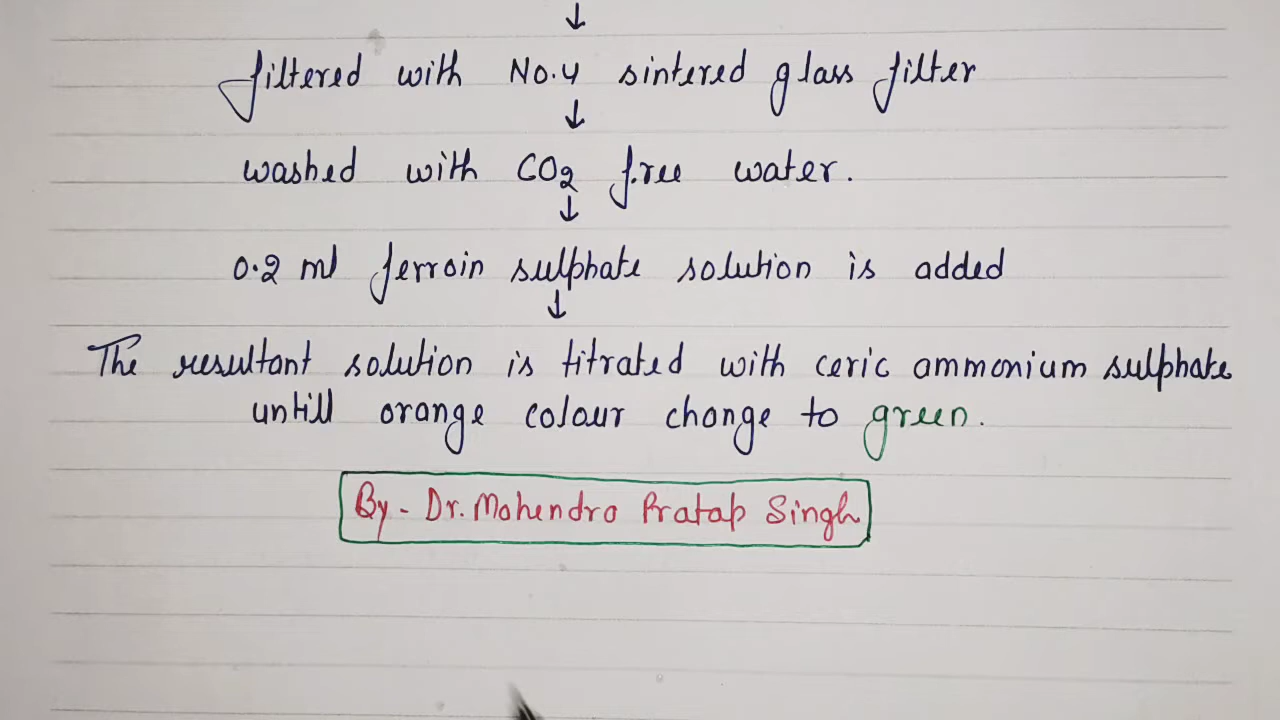 ↓
filtered with No.4 sintered glass filter
↓
washed with CO2 free water.
↓
0.2 ml ferroin sulphate solution is added
↓
The resultant solution is titrated with ceric ammonium sulphate
untill orange colour change to green.
By - Dr. Mahendra Pratap Singh